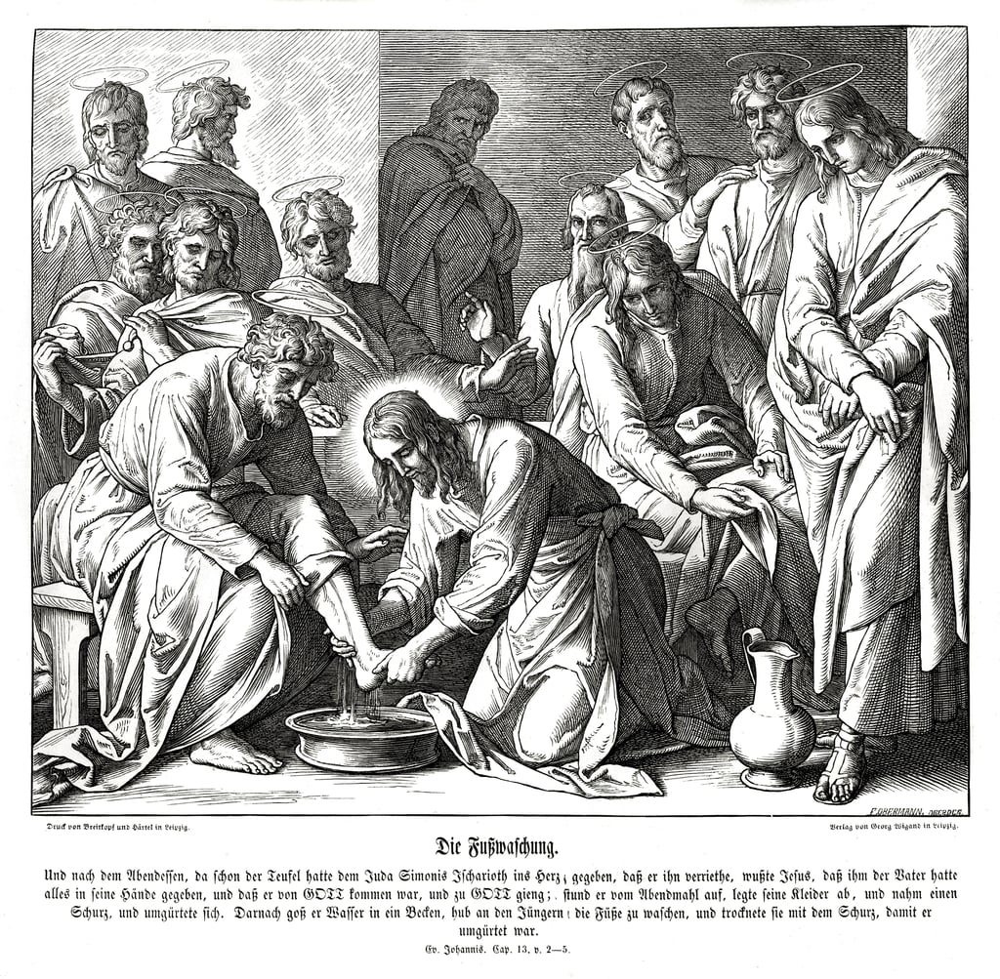 F. OBERMANN.
Druck von Breitkopf und Härtel in Leipzig.
Verlag von Georg Wigand in Leipzig.
Die Fußwaschung.
Und nach dem Abendessen, da schon der Teufel hatte dem Juda Simonis Ischarioth ins Herz gegeben, daß er ihn verriethe, wußte Jesus, daß ihm der Vater hatte
alles in seine Hände gegeben, und daß er von GOTT kommen war, und zu GOTT gieng; stund er vom Abendmahl auf, legte seine Kleider ab, und nahm einen
Schurz, und umgürtete sich. Darnach goß er Wasser in ein Becken, hub an den Jüngern die Füße zu waschen, und trocknete sie mit dem Schurz, damit er
umgürtet war.
Ev. Johannis. Cap. 13, v. 2—5.